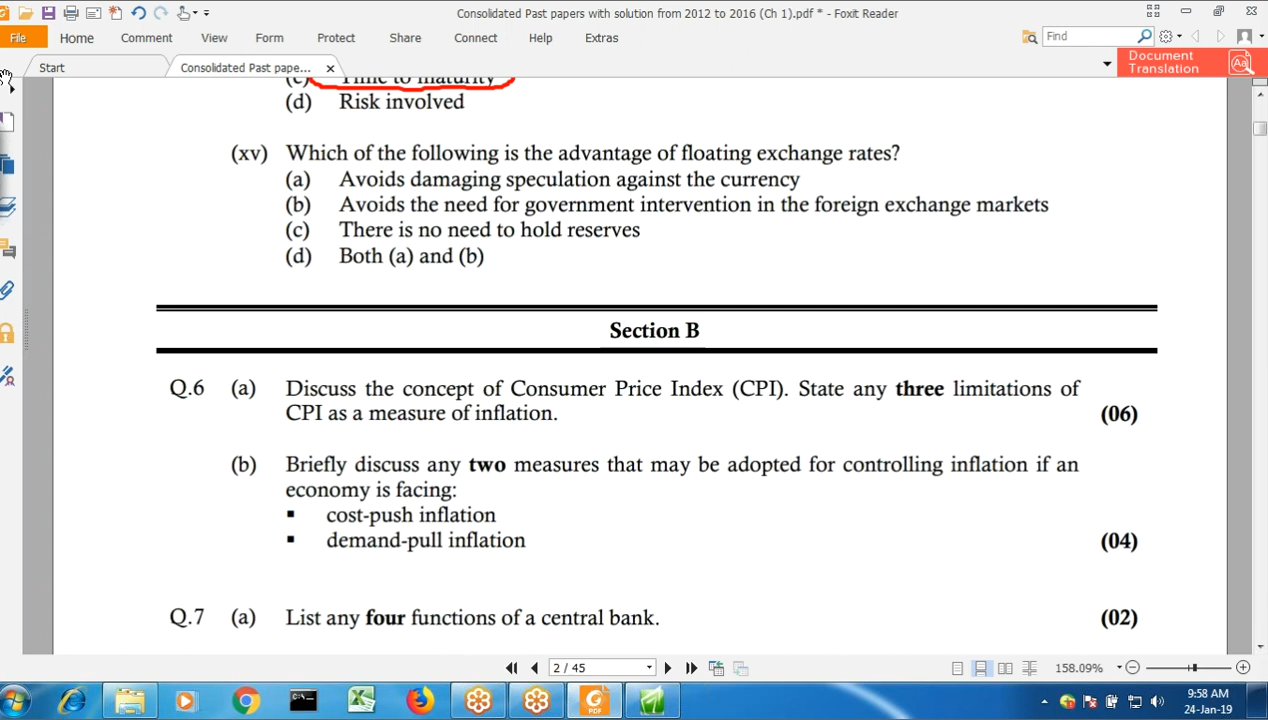 Consolidated Past papers with solution from 2012 to 2016 (Ch 1).pdf * - Foxit Reader
File Home Comment View Form Protect Share Connect Help Extras Find
Start Consolidated Past pape... Document
Translation
(c) Time to maturity
(d) Risk involved
(xv) Which of the following is the advantage of floating exchange rates?
(a) Avoids damaging speculation against the currency
(b) Avoids the need for government intervention in the foreign exchange markets
(c) There is no need to hold reserves
(d) Both (a) and (b)
Section B
Q.6 (a) Discuss the concept of Consumer Price Index (CPI). State any three limitations of
CPI as a measure of inflation. (06)
(b) Briefly discuss any two measures that may be adopted for controlling inflation if an
economy is facing:
▪ cost-push inflation
▪ demand-pull inflation (04)
Q.7 (a) List any four functions of a central bank. (02)
2 / 45 158.09%
9:58 AM
24-Jan-19